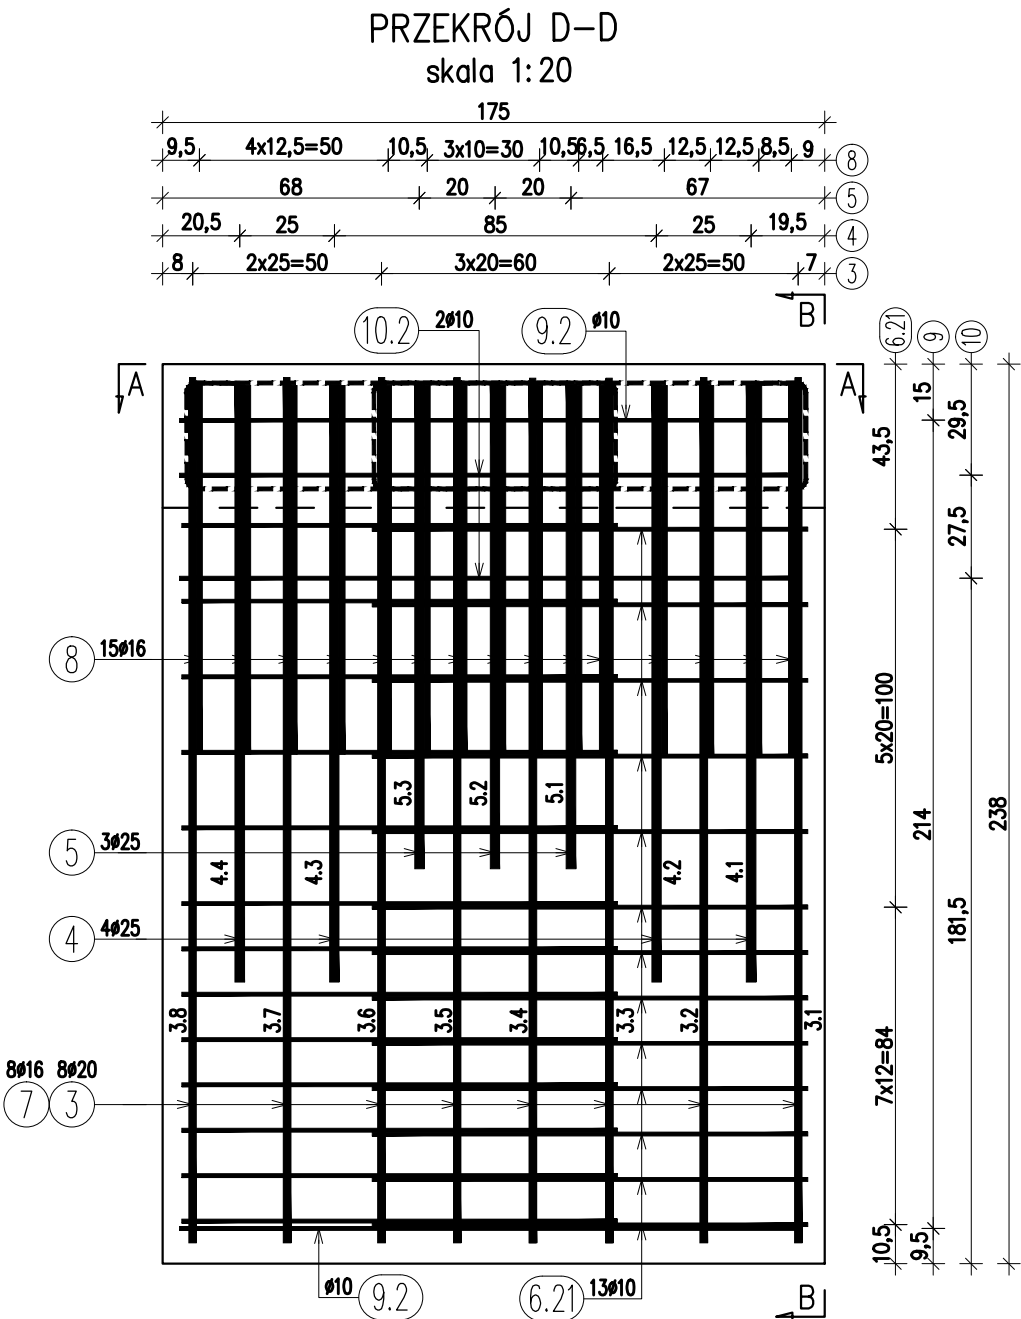 PRZEKRÓJ D-D
skala 1:20
175
9,5 4x12,5=50 10,5 3x10=30 10,5 6,5 16,5 12,5 12,5 8,5 9 8
68 20 20 67 5
20,5 25 85 25 19,5 4
8 2x25=50 3x20=60 2x25=50 7 3
B
10.2 2ø10 9.2 ø10 6.21 9 10
A A
15
29,5
43,5
27,5
8 15ø16
5x20=100
5.3 5.2 5.1
238
214
5 3ø25
4.4 4.3 4.2 4.1
181,5
4 4ø25
3.8 3.7 3.6 3.5 3.4 3.3 3.2 3.1
7x12=84
8ø16 8ø20
7 3
10,5 9,5
ø10 9.2 6.21 13ø10
B